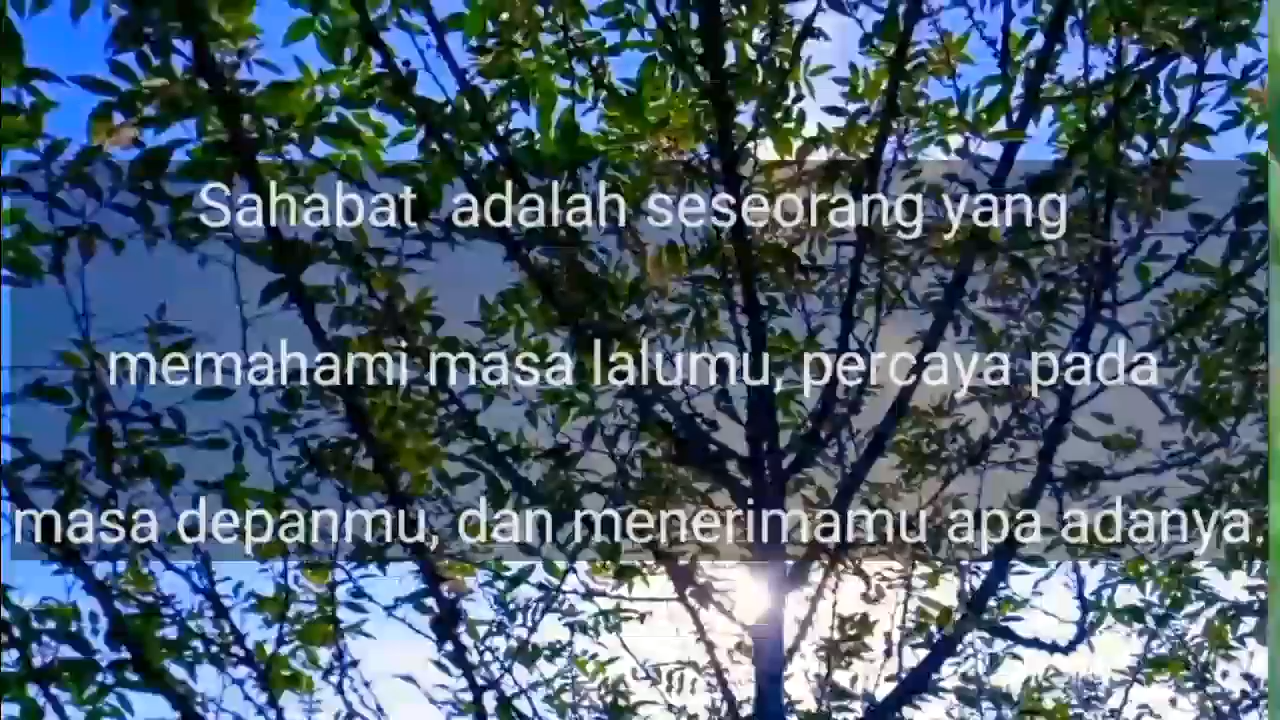 Sahabat adalah seseorang yang
memahami masa lalumu, percaya pada
masa depanmu, dan menerimamu apa adanya.